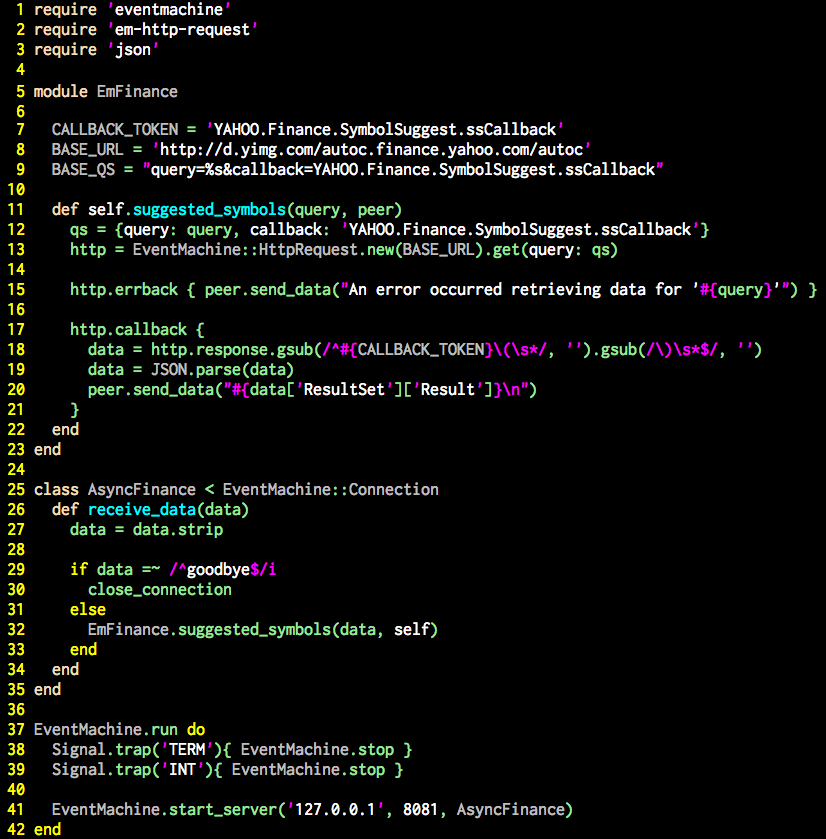 1 require 'eventmachine'
2 require 'em-http-request'
3 require 'json'
4
5 module EmFinance
6
7   CALLBACK_TOKEN = 'YAHOO.Finance.SymbolSuggest.ssCallback'
8   BASE_URL = 'http://d.yimg.com/autoc.finance.yahoo.com/autoc'
9   BASE_QS = "query=%s&callback=YAHOO.Finance.SymbolSuggest.ssCallback"
10
11   def self.suggested_symbols(query, peer)
12     qs = {query: query, callback: 'YAHOO.Finance.SymbolSuggest.ssCallback'}
13     http = EventMachine::HttpRequest.new(BASE_URL).get(query: qs)
14
15     http.errback { peer.send_data("An error occurred retrieving data for '#{query}'") }
16
17     http.callback {
18       data = http.response.gsub(/^#{CALLBACK_TOKEN}\(\s*/, '').gsub(/\)\s*$/, '')
19       data = JSON.parse(data)
20       peer.send_data("#{data['ResultSet']['Result']}\n")
21     }
22   end
23 end
24
25 class AsyncFinance < EventMachine::Connection
26   def receive_data(data)
27     data = data.strip
28
29     if data =~ /^goodbye$/i
30       close_connection
31     else
32       EmFinance.suggested_symbols(data, self)
33     end
34   end
35 end
36
37 EventMachine.run do
38   Signal.trap('TERM'){ EventMachine.stop }
39   Signal.trap('INT'){ EventMachine.stop }
40
41   EventMachine.start_server('127.0.0.1', 8081, AsyncFinance)
42 end